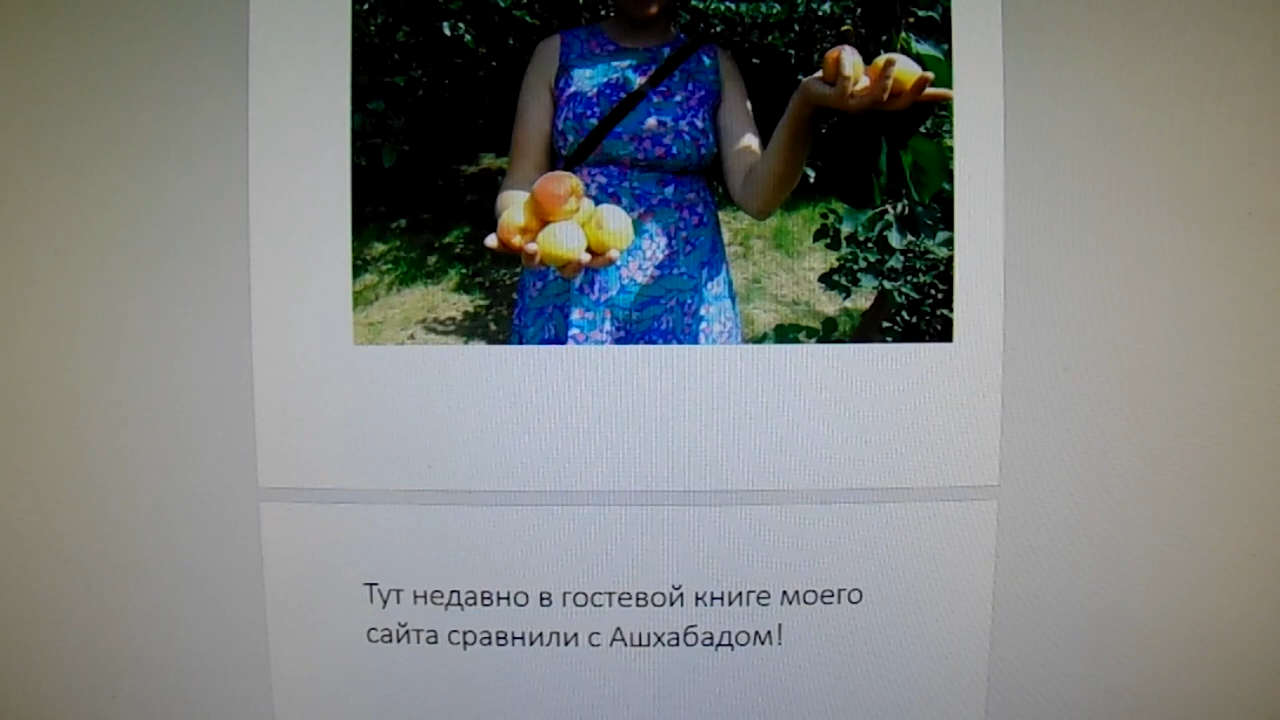 Тут недавно в гостевой книге моего
сайта сравнили с Ашхабадом!